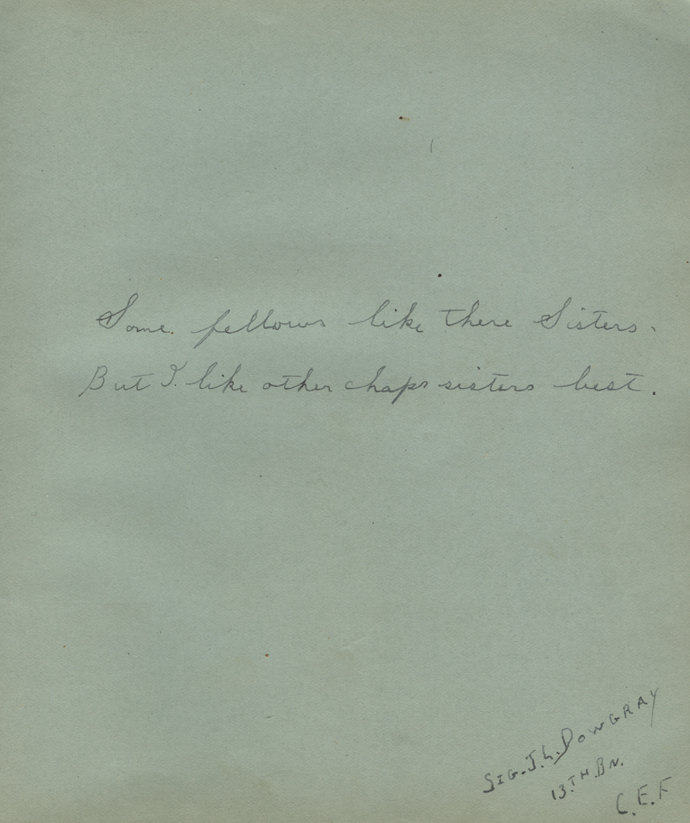 Some. fellows like there Sisters.
But I. like other chaps sisters best.
SIG. J. L. DOWGRAY
13TH. BN.
C. E. F